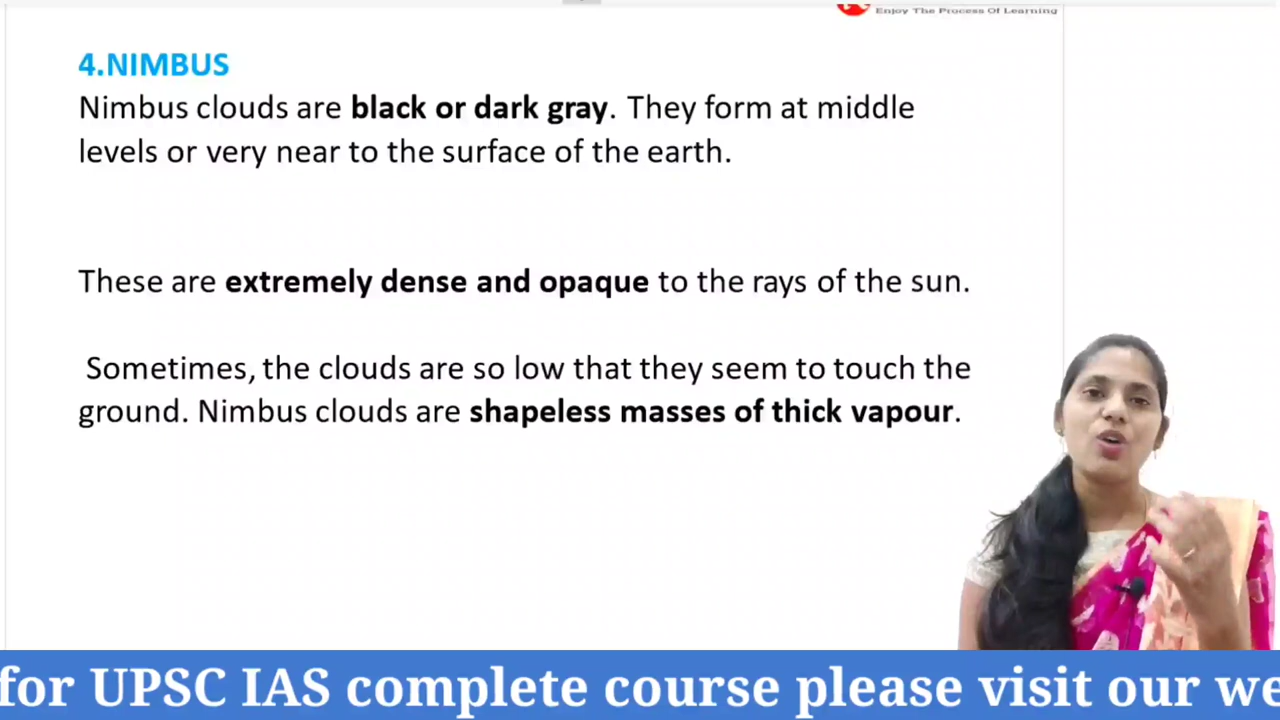 Enjoy The Process Of Learning
4.NIMBUS
Nimbus clouds are black or dark gray. They form at middle
levels or very near to the surface of the earth.
These are extremely dense and opaque to the rays of the sun.
Sometimes, the clouds are so low that they seem to touch the
ground. Nimbus clouds are shapeless masses of thick vapour.
for UPSC IAS complete course please visit our we